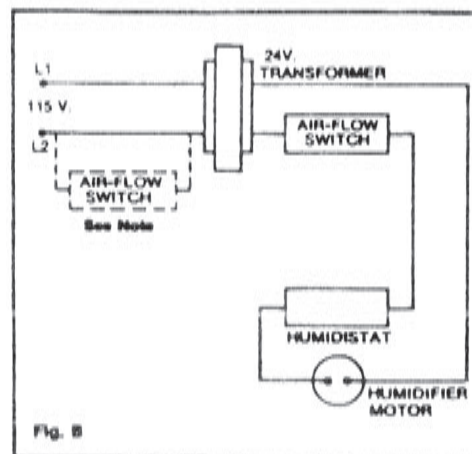 24V.
TRANSFORMER
L1
115 V.
L2
AIR-FLOW
SWITCH
AIR-FLOW
SWITCH
See Note
HUMIDISTAT
HUMIDIFIER
MOTOR
Fig. B